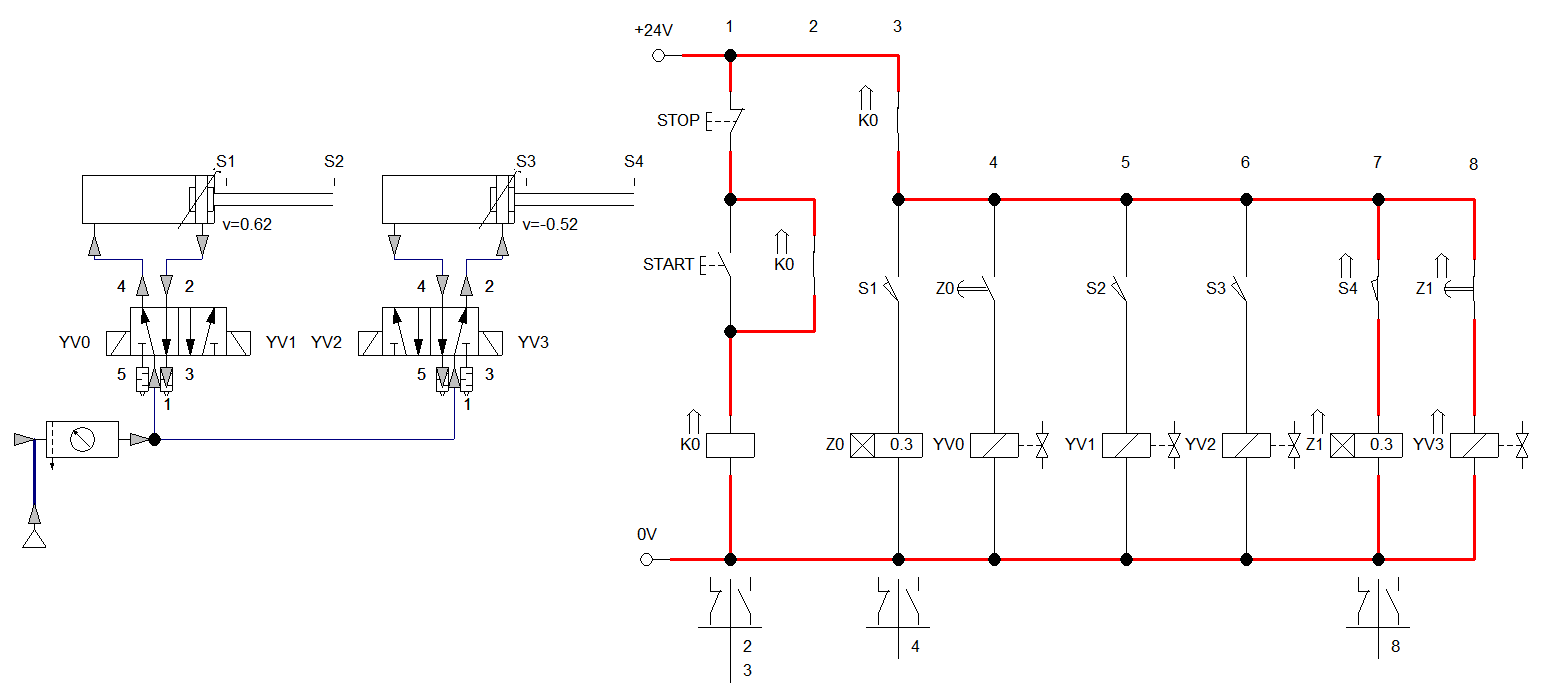 +24V 1 2 3
STOP K0
S1 S2 S3 S4 4 5 6 7 8
v=0.62 v=-0.52
START K0
4 2 4 2 S1 Z0 S2 S3 S4 Z1
YV0 YV1 YV2 YV3
5 3 5 3
1 1
K0 Z0 0.3 YV0 YV1 YV2 Z1 0.3 YV3
0V
2 4 8
3